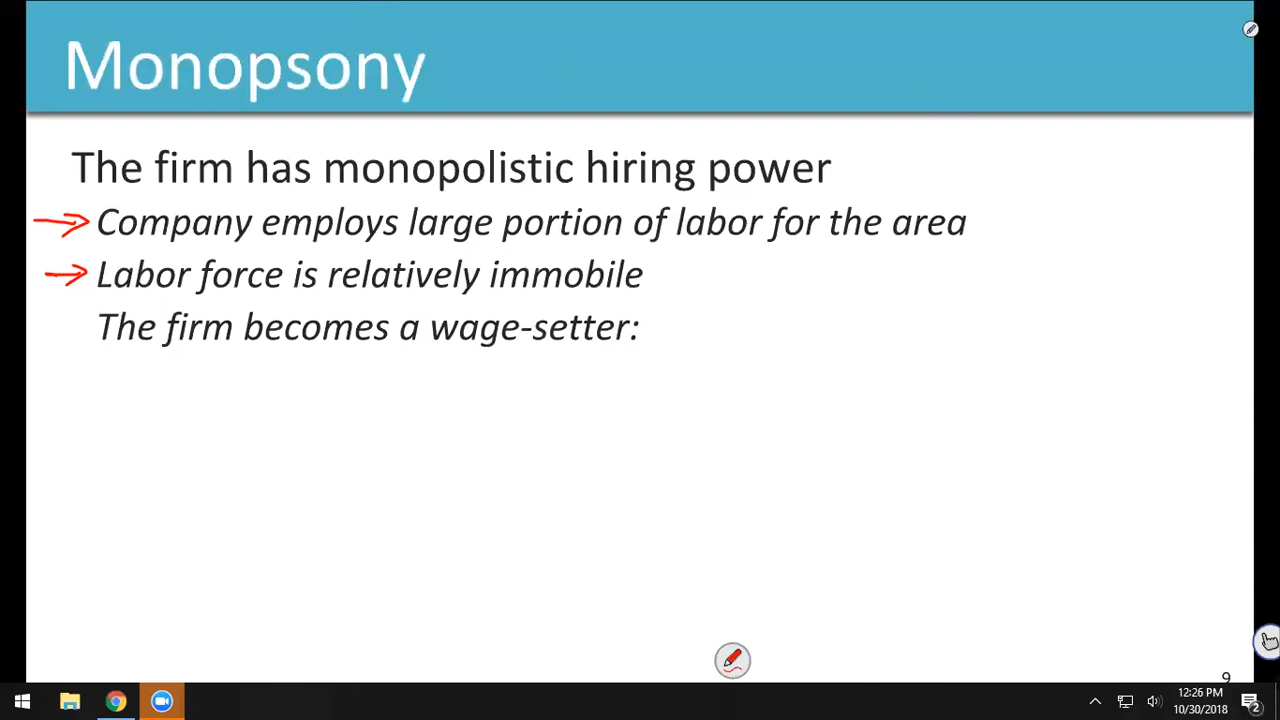 Monopsony
The firm has monopolistic hiring power
Company employs large portion of labor for the area
Labor force is relatively immobile
The firm becomes a wage-setter:
9
12:26 PM
10/30/2018
2